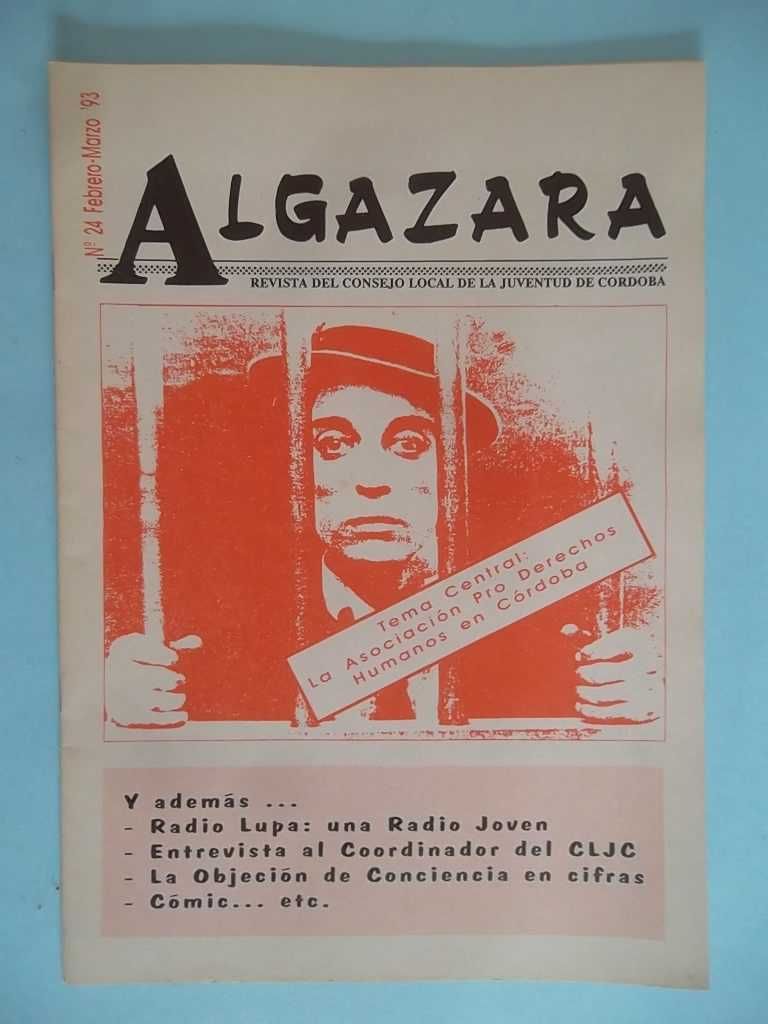 Nº 24 Febrero-Marzo '93
ALGAZARA
REVISTA DEL CONSEJO LOCAL DE LA JUVENTUD DE CORDOBA
Tema Central:
La Asociación Pro Derechos
Humanos en Córdoba
Y además ...
- Radio Lupa: una Radio Joven
- Entrevista al Coordinador del CLJC
- La Objeción de Conciencia en cifras
- Cómic... etc.